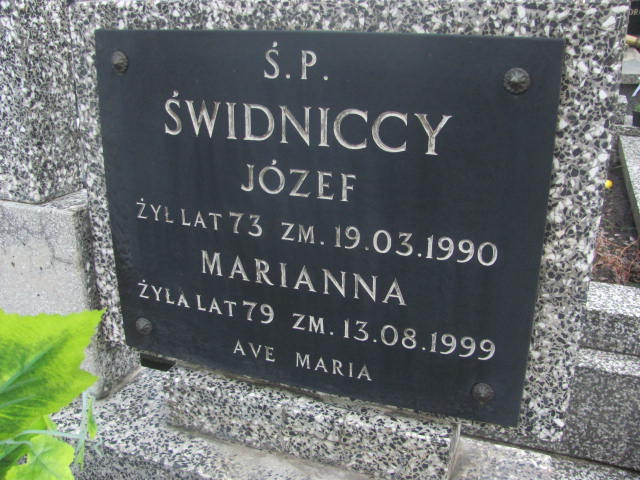 Ś.P.
ŚWIDNICCY
JÓZEF
ŻYŁ LAT 73 ZM. 19.03.1990
MARIANNA
ŻYŁA LAT 79 ZM. 13.08.1999
AVE MARIA